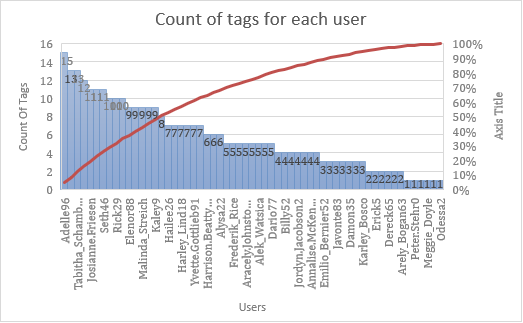 Count of tags for each user
16
14
12
10
8
6
4
2
0
Count Of Tags
100%
90%
80%
70%
60%
50%
40%
30%
20%
10%
0%
Axis Title
15
1313
12
111111
101010
99999
8
777777
666
55555555
4444444
3333333
222222
111111
Adelle96
Tabitha_Schamb...
Josianne.Friesen
Seth46
Rick29
Elenor88
Malinda_Streich
Kaley9
Hailee26
Harley_Lind18
Yvette.Gottlieb91
Harrison.Beatty...
Alysa22
Frederik_Rice
Aracely.Johnsto...
Alek_Watsica
Dario77
Billy52
Jordyn.Jacobson2
Annalise.McKen...
Emilio_Bernier52
Javonte83
Damon35
Karley_Bosco
Erick5
Dereck65
Arely_Bogan63
Peter.Stehr0
Meggie_Doyle
Odessa2
Users